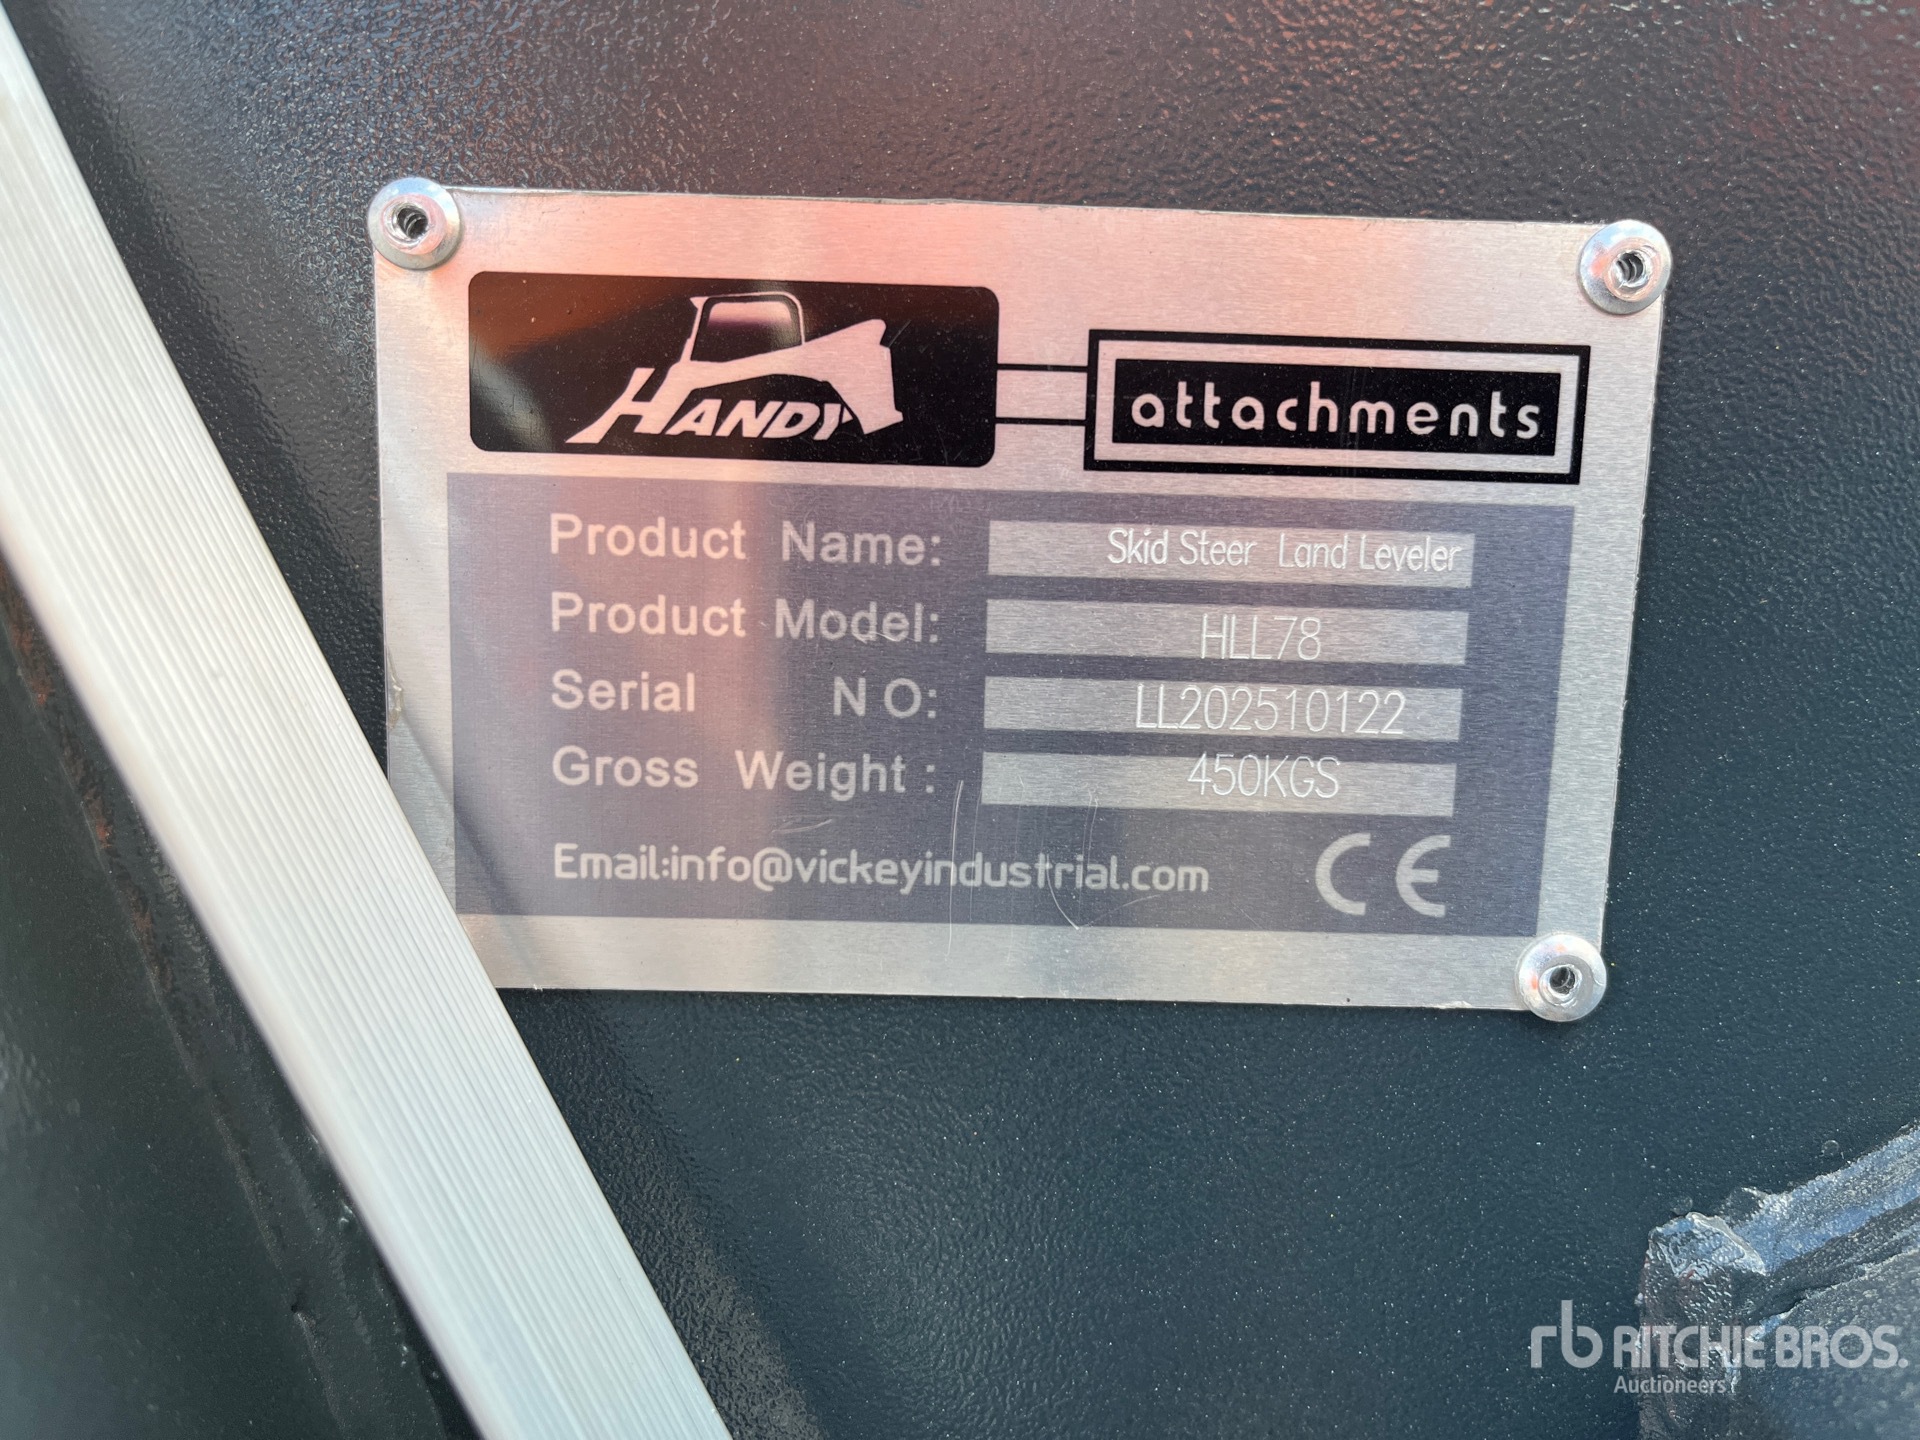 HANDY
attachments
Product Name: Skid Steer Land Leveler
Product Model: HLL78
Serial N O: LL202510122
Gross Weight : 450KGS
Email:info@vickeyindustrial.com CE
rb RITCHIE BROS.
Auctioneers